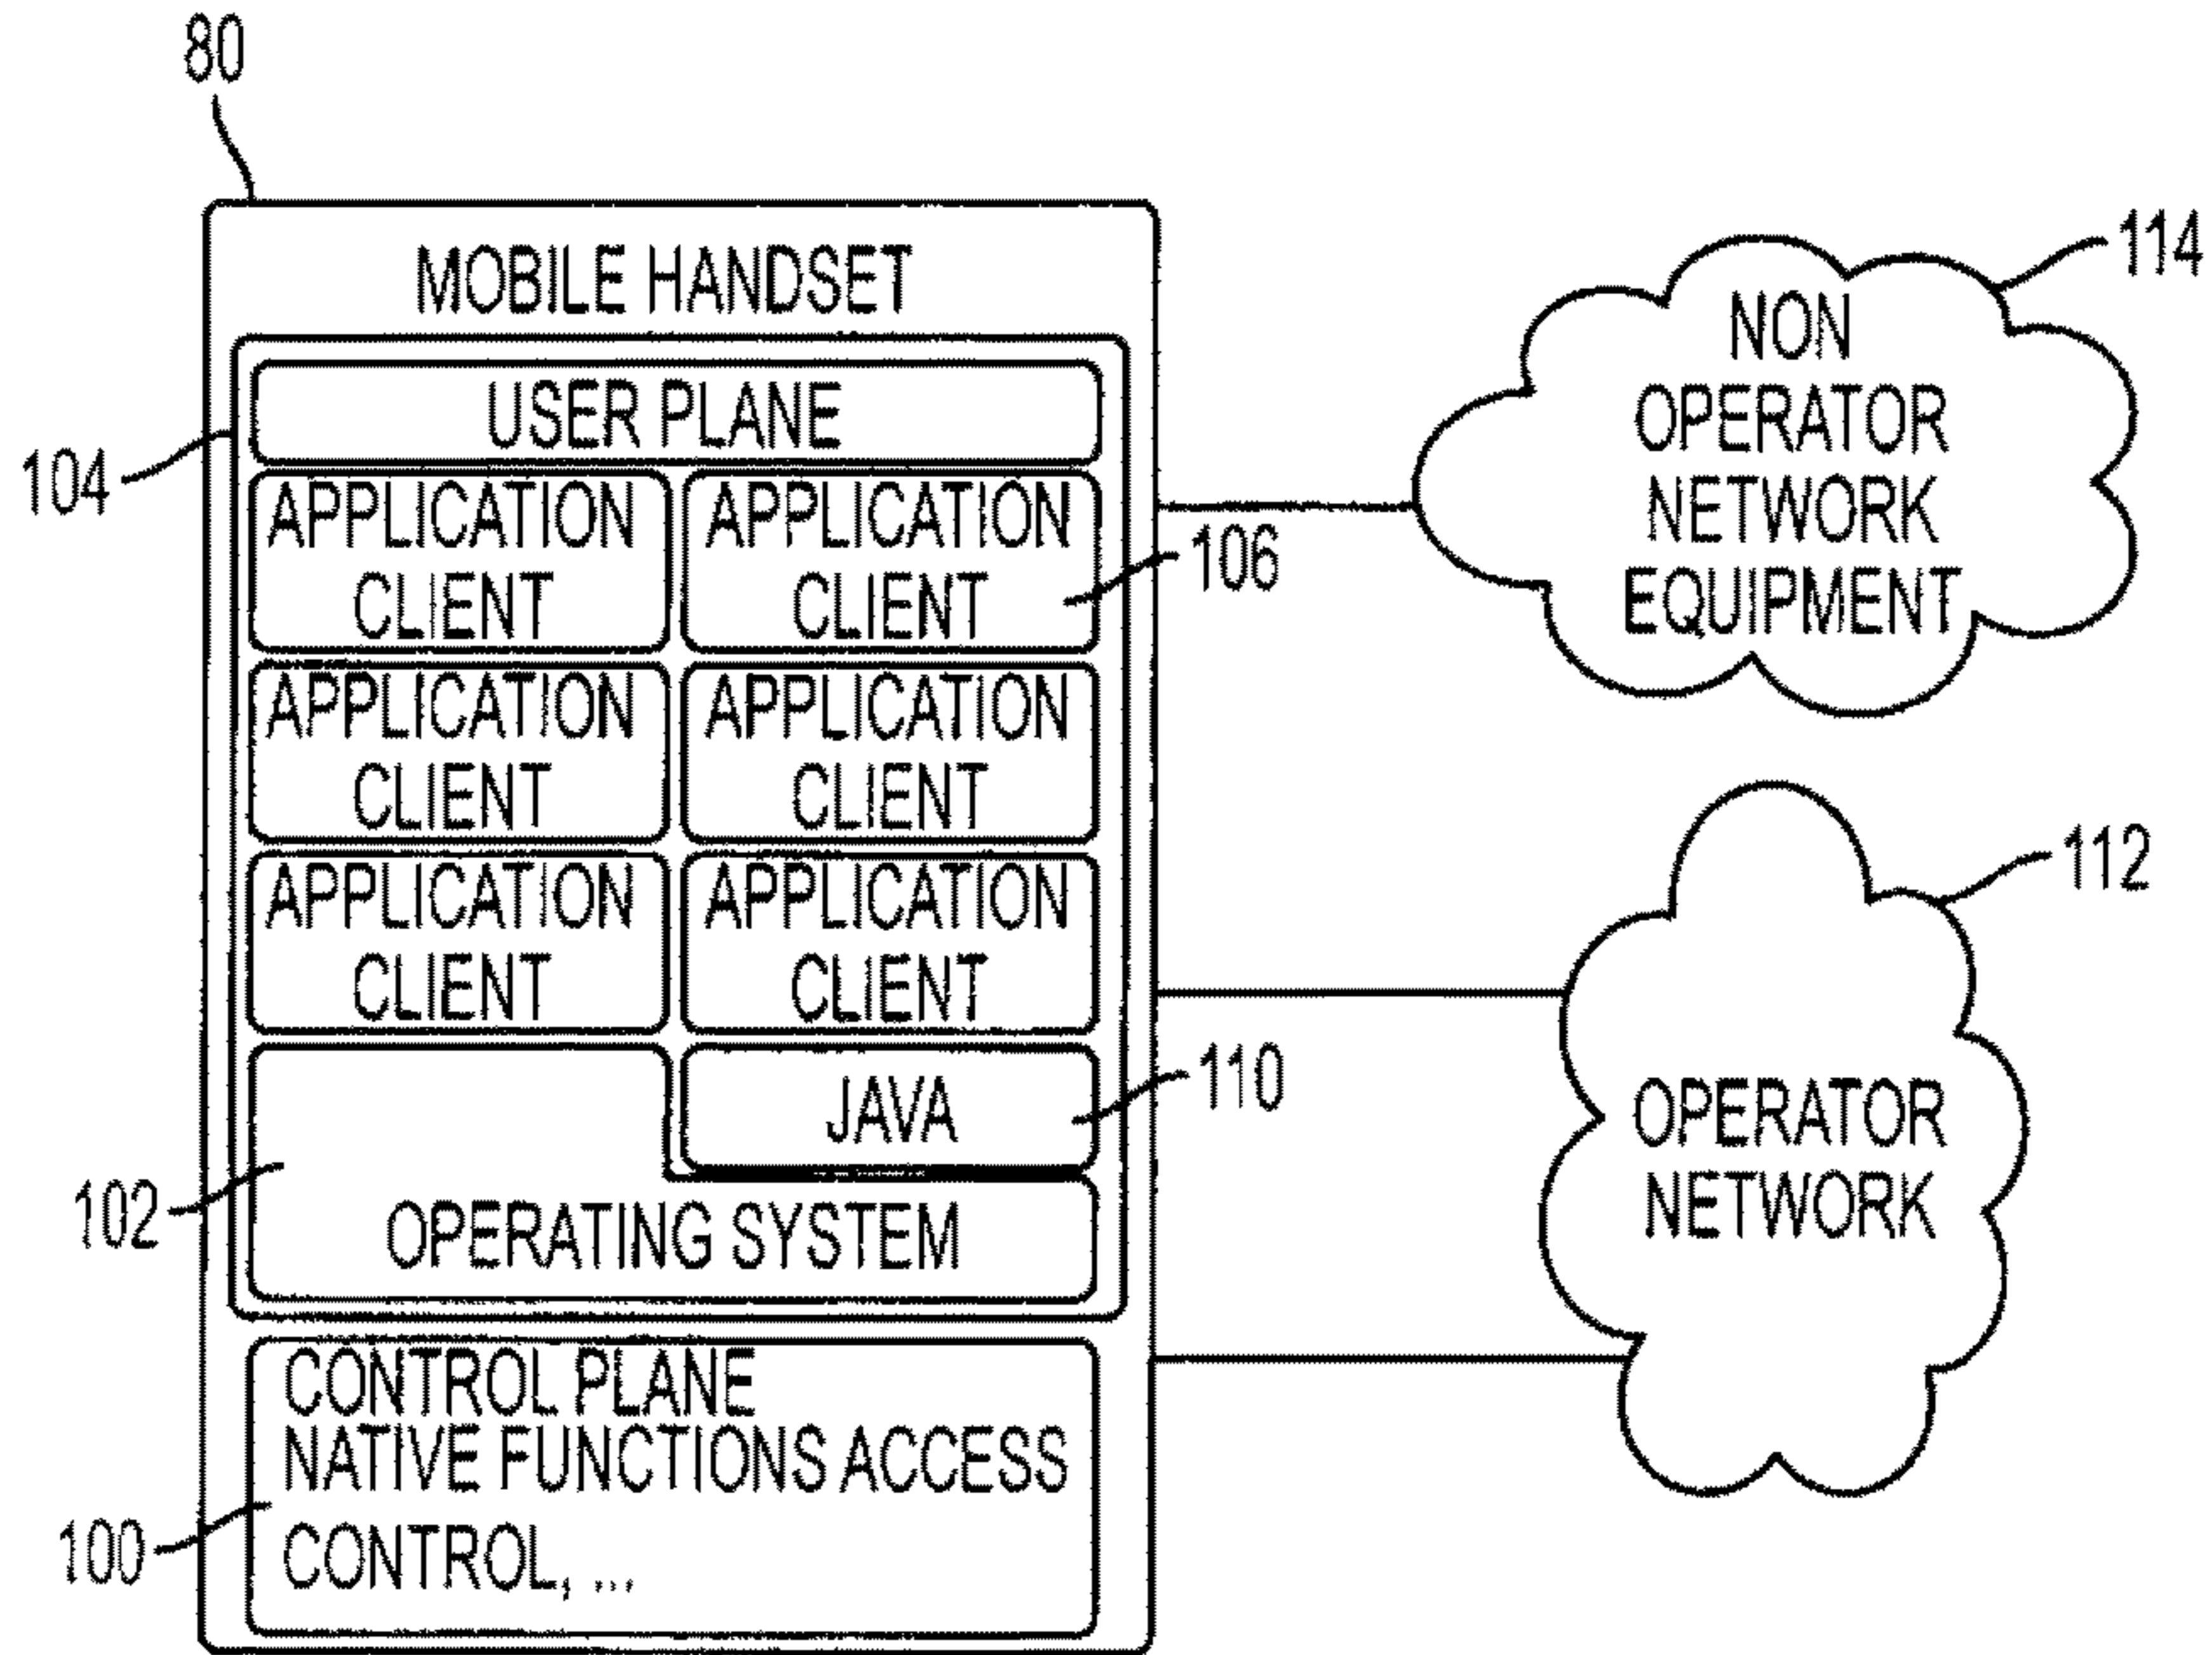 80
MOBILE HANDSET
USER PLANE
104
APPLICATION
CLIENT
APPLICATION
CLIENT
106
APPLICATION
CLIENT
APPLICATION
CLIENT
APPLICATION
CLIENT
APPLICATION
CLIENT
JAVA
110
102
OPERATING SYSTEM
CONTROL PLANE
NATIVE FUNCTIONS ACCESS
CONTROL, ...
100
NON
OPERATOR
NETWORK
EQUIPMENT
114
OPERATOR
NETWORK
112